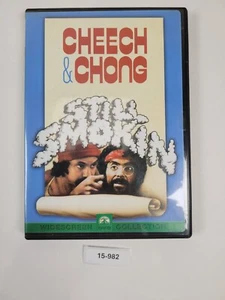 CHEECH
& CHONG
STILL
SMOKIN
WIDESCREEN COLLECTION
15-982